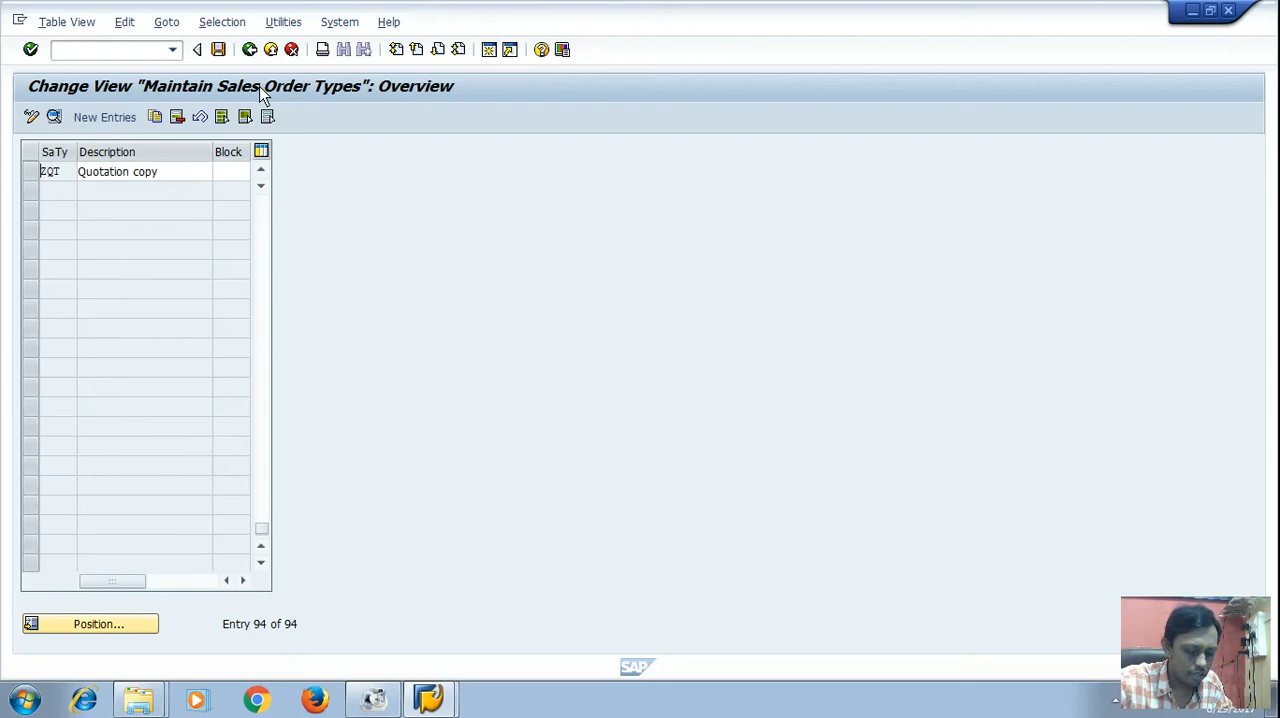 Table View Edit Goto Selection Utilities System Help
Change View "Maintain Sales Order Types": Overview
New Entries
SaTy Description Block
ZQT Quotation copy
Position... Entry 94 of 94
SAP